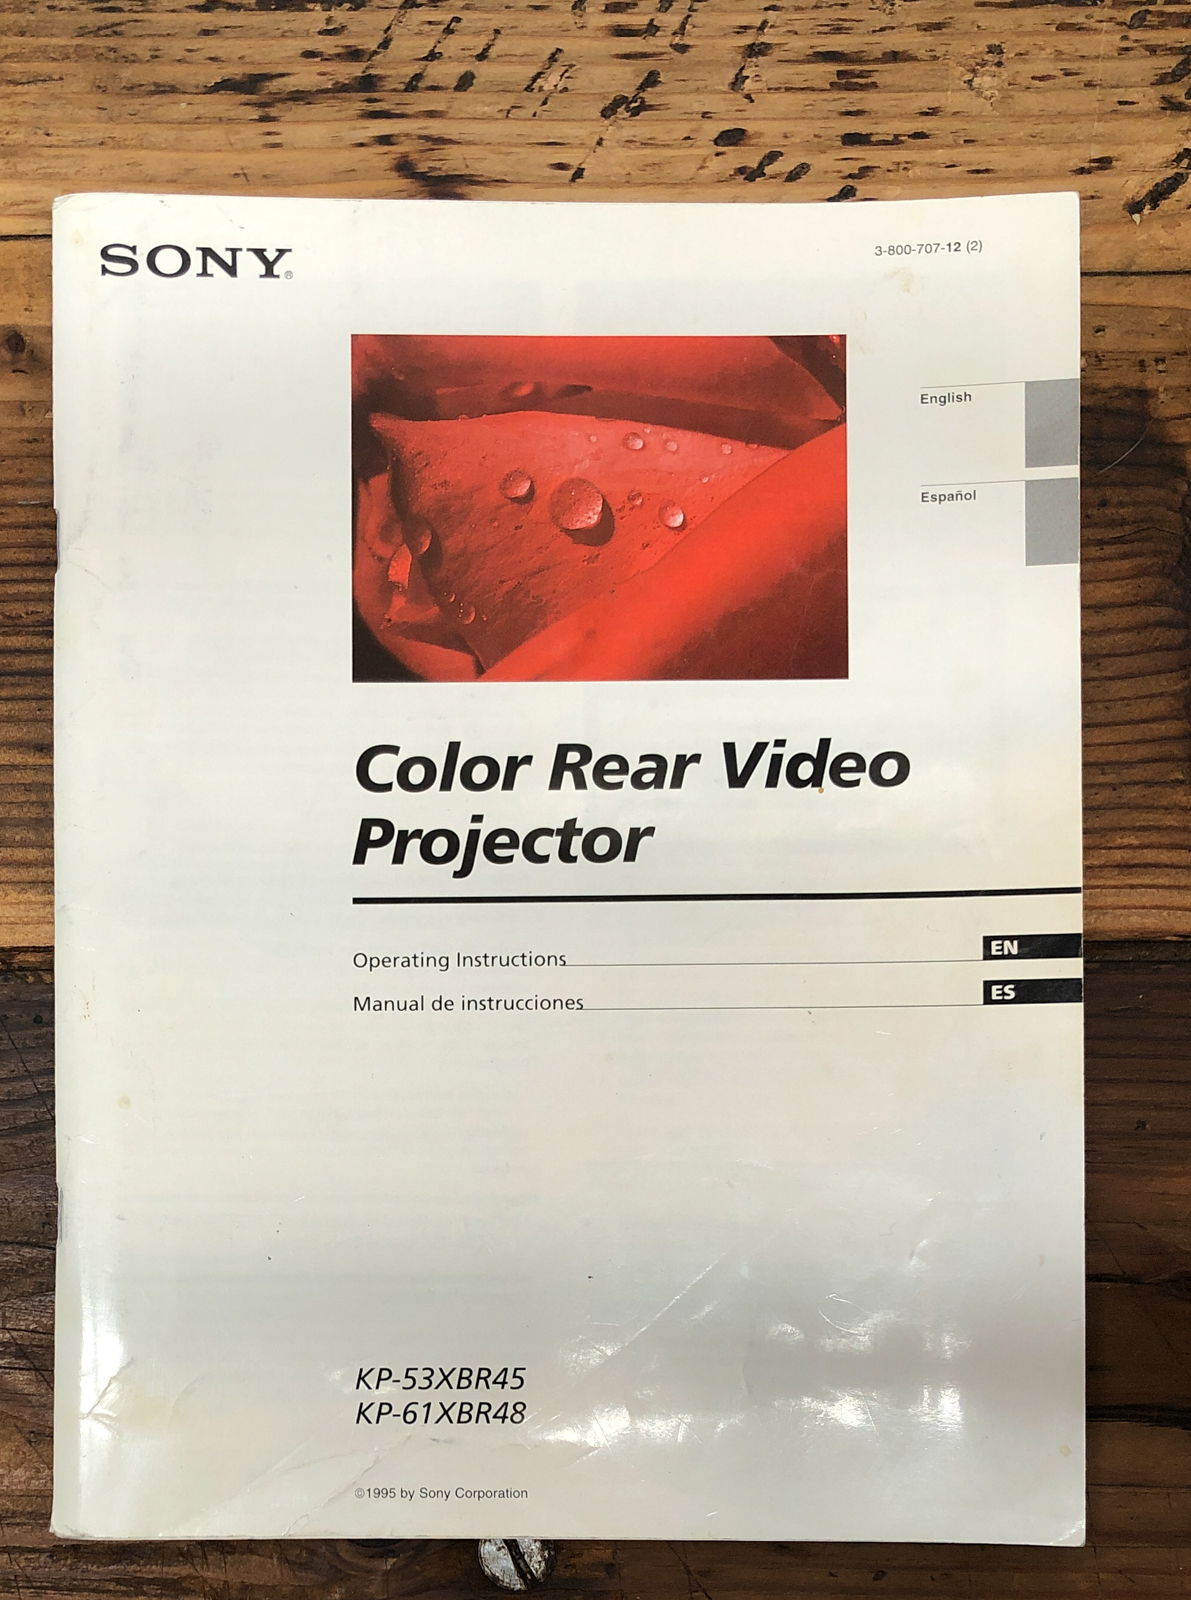 SONY®
3-800-707-12 (2)
English
Español
Color Rear Video
Projector
Operating Instructions
EN
Manual de instrucciones
ES
KP-53XBR45
KP-61XBR48
©1995 by Sony Corporation